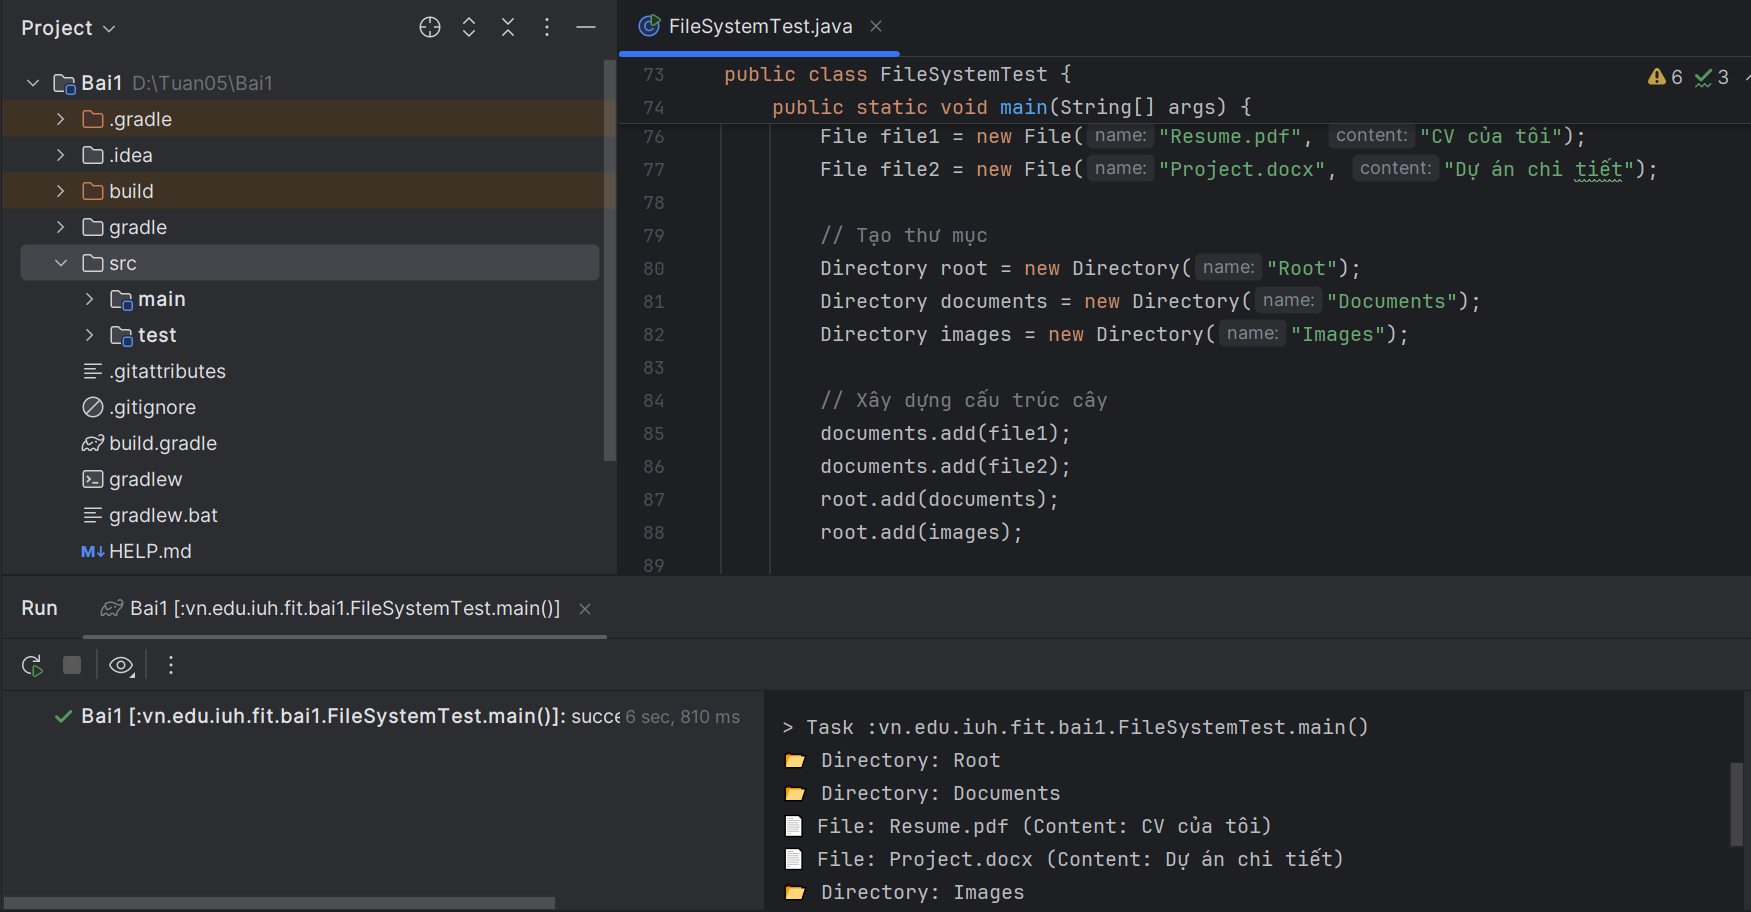 Project
FileSystemTest.java
Bai1 D:\Tuan05\Bai1
.gradle
.idea
build
gradle
src
main
test
.gitattributes
.gitignore
build.gradle
gradlew
gradlew.bat
M↓ HELP.md
6 3
73 public class FileSystemTest {
74 public static void main(String[] args) {
76 File file1 = new File( name: "Resume.pdf", content: "CV của tôi");
77 File file2 = new File( name: "Project.docx", content: "Dự án chi tiết");
78
79 // Tạo thư mục
80 Directory root = new Directory( name: "Root");
81 Directory documents = new Directory( name: "Documents");
82 Directory images = new Directory( name: "Images");
83
84 // Xây dựng cấu trúc cây
85 documents.add(file1);
86 documents.add(file2);
87 root.add(documents);
88 root.add(images);
89
Run Bai1 [:vn.edu.iuh.fit.bai1.FileSystemTest.main()]
Bai1 [:vn.edu.iuh.fit.bai1.FileSystemTest.main()]: succe 6 sec, 810 ms
> Task :vn.edu.iuh.fit.bai1.FileSystemTest.main()
Directory: Root
Directory: Documents
File: Resume.pdf (Content: CV của tôi)
File: Project.docx (Content: Dự án chi tiết)
Directory: Images